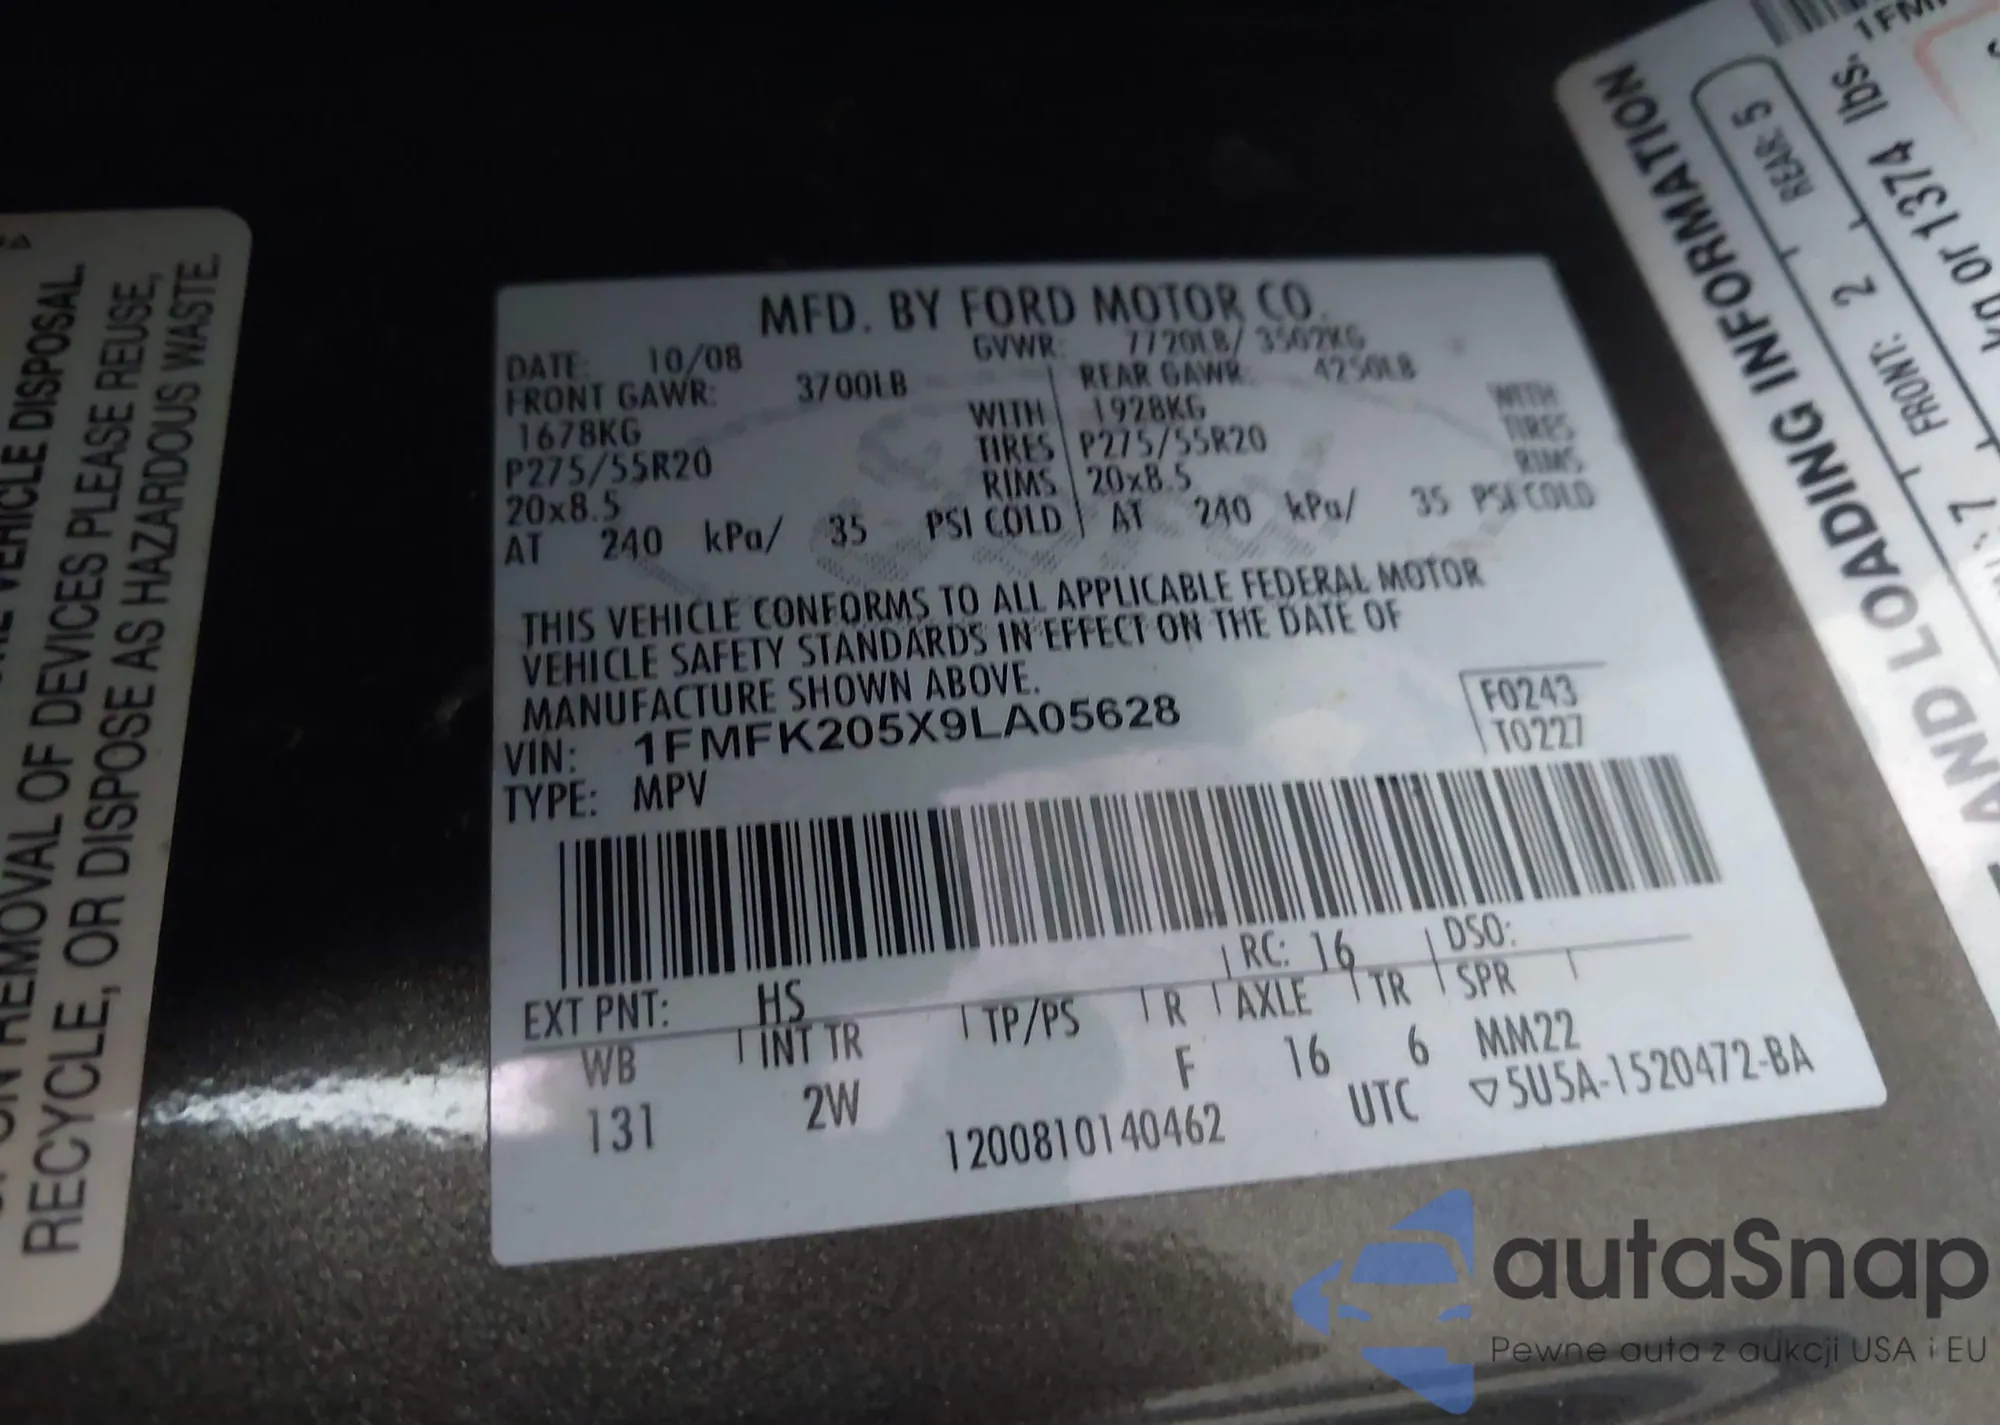 VEHICLE DISPOSAL.
REMOVAL OF DEVICES PLEASE REUSE,
RECYCLE, OR DISPOSE AS HAZARDOUS WASTE.
MFD. BY FORD MOTOR CO.
DATE: 10/08 GVWR: 7720LB/ 3502KG
FRONT GAWR: 3700LB REAR GAWR: 4250LB
1678KG WITH 1928KG WITH
P275/55R20 TIRES P275/55R20 TIRES
20x8.5 RIMS 20x8.5 RIMS
AT 240 kPa/ 35 PSI COLD AT 240 kPa/ 35 PSI COLD
THIS VEHICLE CONFORMS TO ALL APPLICABLE FEDERAL MOTOR
VEHICLE SAFETY STANDARDS IN EFFECT ON THE DATE OF
MANUFACTURE SHOWN ABOVE.
VIN: 1FMFK205X9LA05628 F0243
TYPE: MPV T0227
EXT PNT: HS RC: 16 DSO:
WB INT TR TP/PS R AXLE TR SPR
131 2W F 16 6 MM22
1200810140462 UTC ▽5U5A-1520472-BA
AND LOADING INFORMATION
REAR: 5
FRONT: 2
kg or 1374 lbs.
autaSnap
Pewne auta z aukcji USA i EU